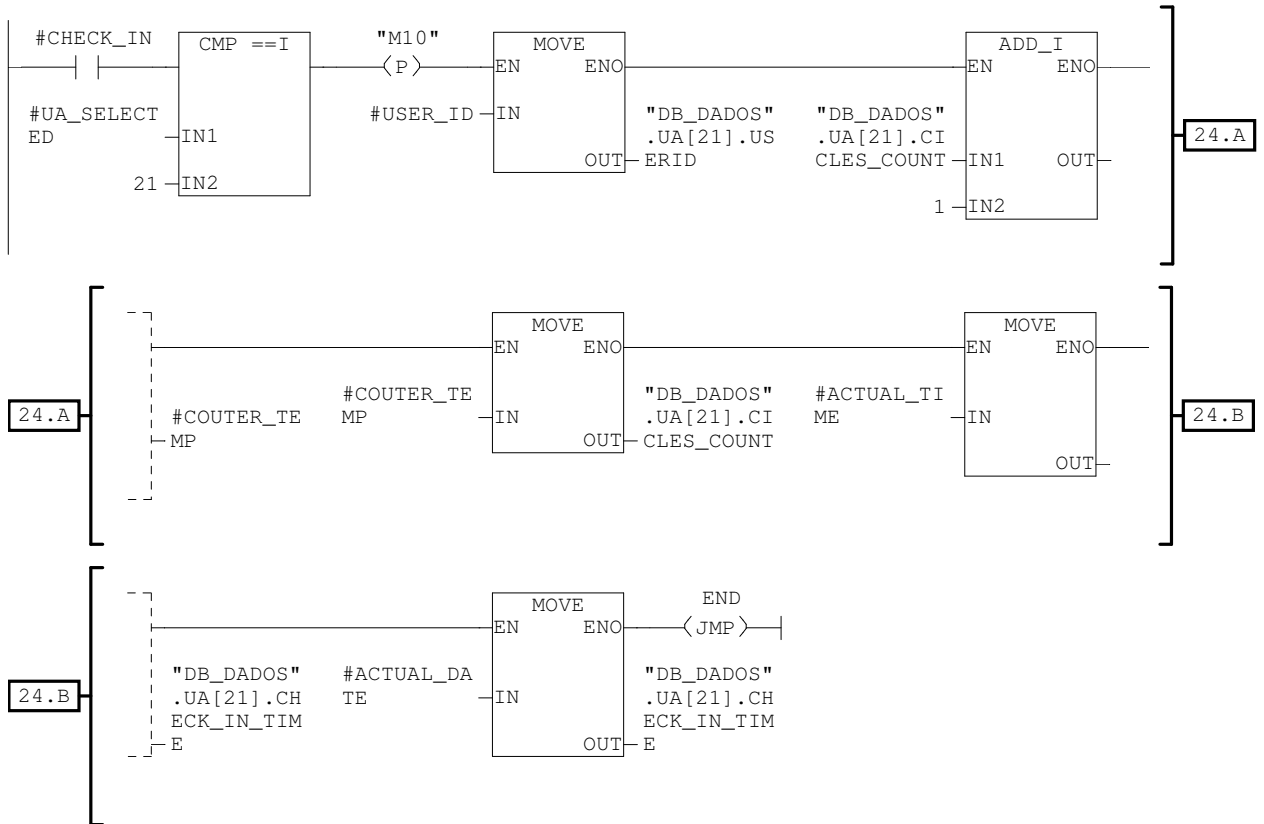 #CHECK_IN
CMP ==I
"M10"
MOVE
ADD_I
P
EN ENO
EN ENO
#UA_SELECT
ED
IN1
#USER_ID
IN
"DB_DADOS"
.UA[21].US
ERID
"DB_DADOS"
.UA[21].CI
CLES_COUNT
IN1
OUT
OUT
24.A
21
IN2
1
IN2
MOVE
MOVE
EN ENO
EN ENO
24.A
#COUTER_TE
MP
#COUTER_TE
MP
IN
OUT
"DB_DADOS"
.UA[21].CI
CLES_COUNT
#ACTUAL_TI
ME
IN
OUT
24.B
MOVE
END
EN ENO
JMP
24.B
"DB_DADOS"
.UA[21].CH
ECK_IN_TIM
E
#ACTUAL_DA
TE
IN
OUT
"DB_DADOS"
.UA[21].CH
ECK_IN_TIM
E